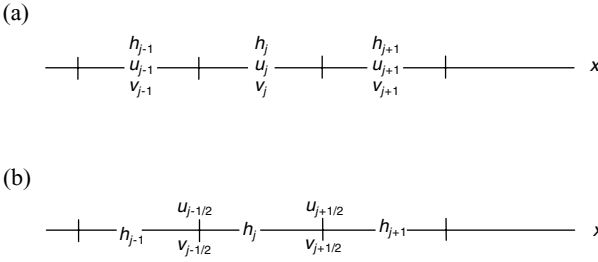 (a)
h_{j-1} h_j h_{j+1}
u_{j-1} u_j u_{j+1} x
v_{j-1} v_j v_{j+1}
(b)
u_{j-1/2} u_{j+1/2}
h_{j-1} h_j h_{j+1} x
v_{j-1/2} v_{j+1/2}